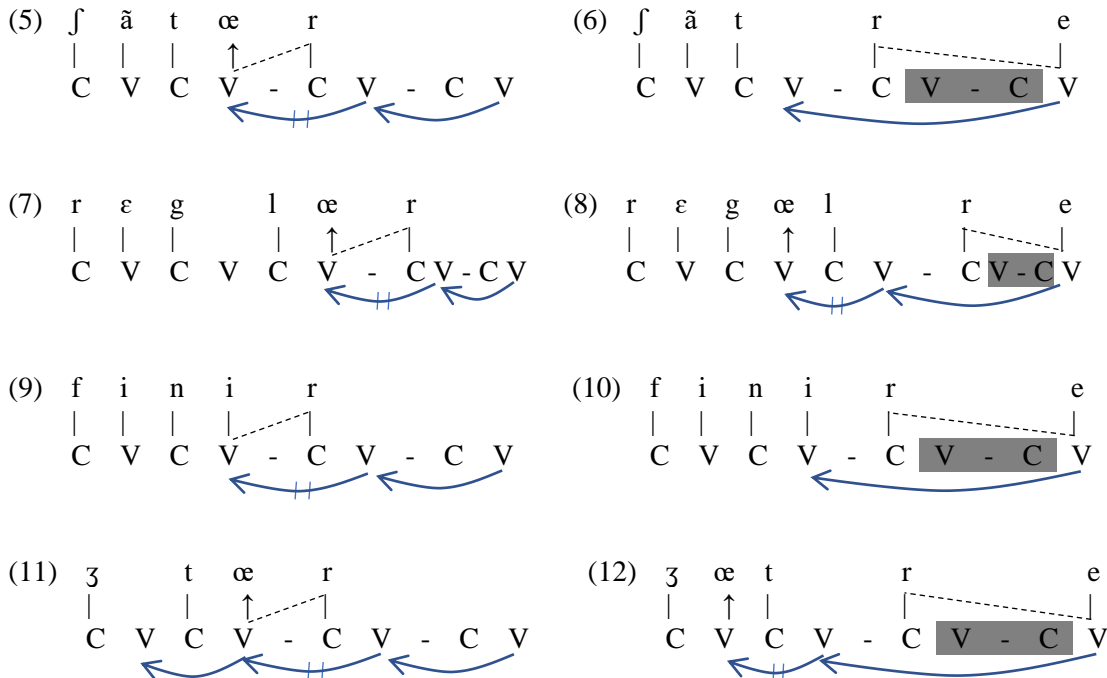 (5) ʃ ã t œ r
C V C V - C V - C V
(6) ʃ ã t r e
C V C V - C V - C V
(7) r ɛ g l œ r
C V C V C V - C V - C V
(8) r ɛ g œ l r e
C V C V C V - C V - C V
(9) f i n i r
C V C V - C V - C V
(10) f i n i r e
C V C V - C V - C V
(11) ʒ t œ r
C V C V - C V - C V
(12) ʒ œ t r e
C V C V - C V - C V